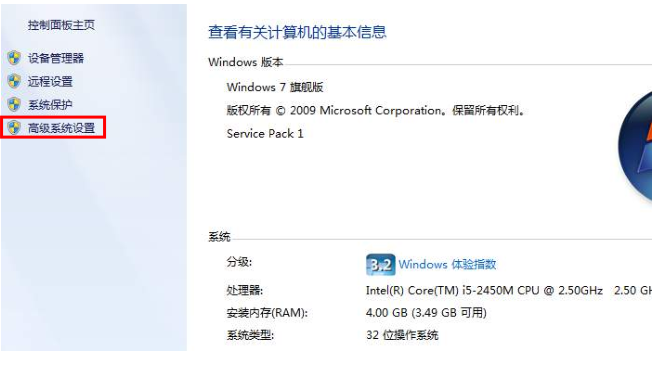 控制面板主页
设备管理器
远程设置
系统保护
高级系统设置
查看有关计算机的基本信息
Windows 版本
Windows 7 旗舰版
版权所有 © 2009 Microsoft Corporation。保留所有权利。
Service Pack 1
系统
分级: 3.2 Windows 体验指数
处理器: Intel(R) Core(TM) i5-2450M CPU @ 2.50GHz 2.50 GH
安装内存(RAM): 4.00 GB (3.49 GB 可用)
系统类型: 32 位操作系统